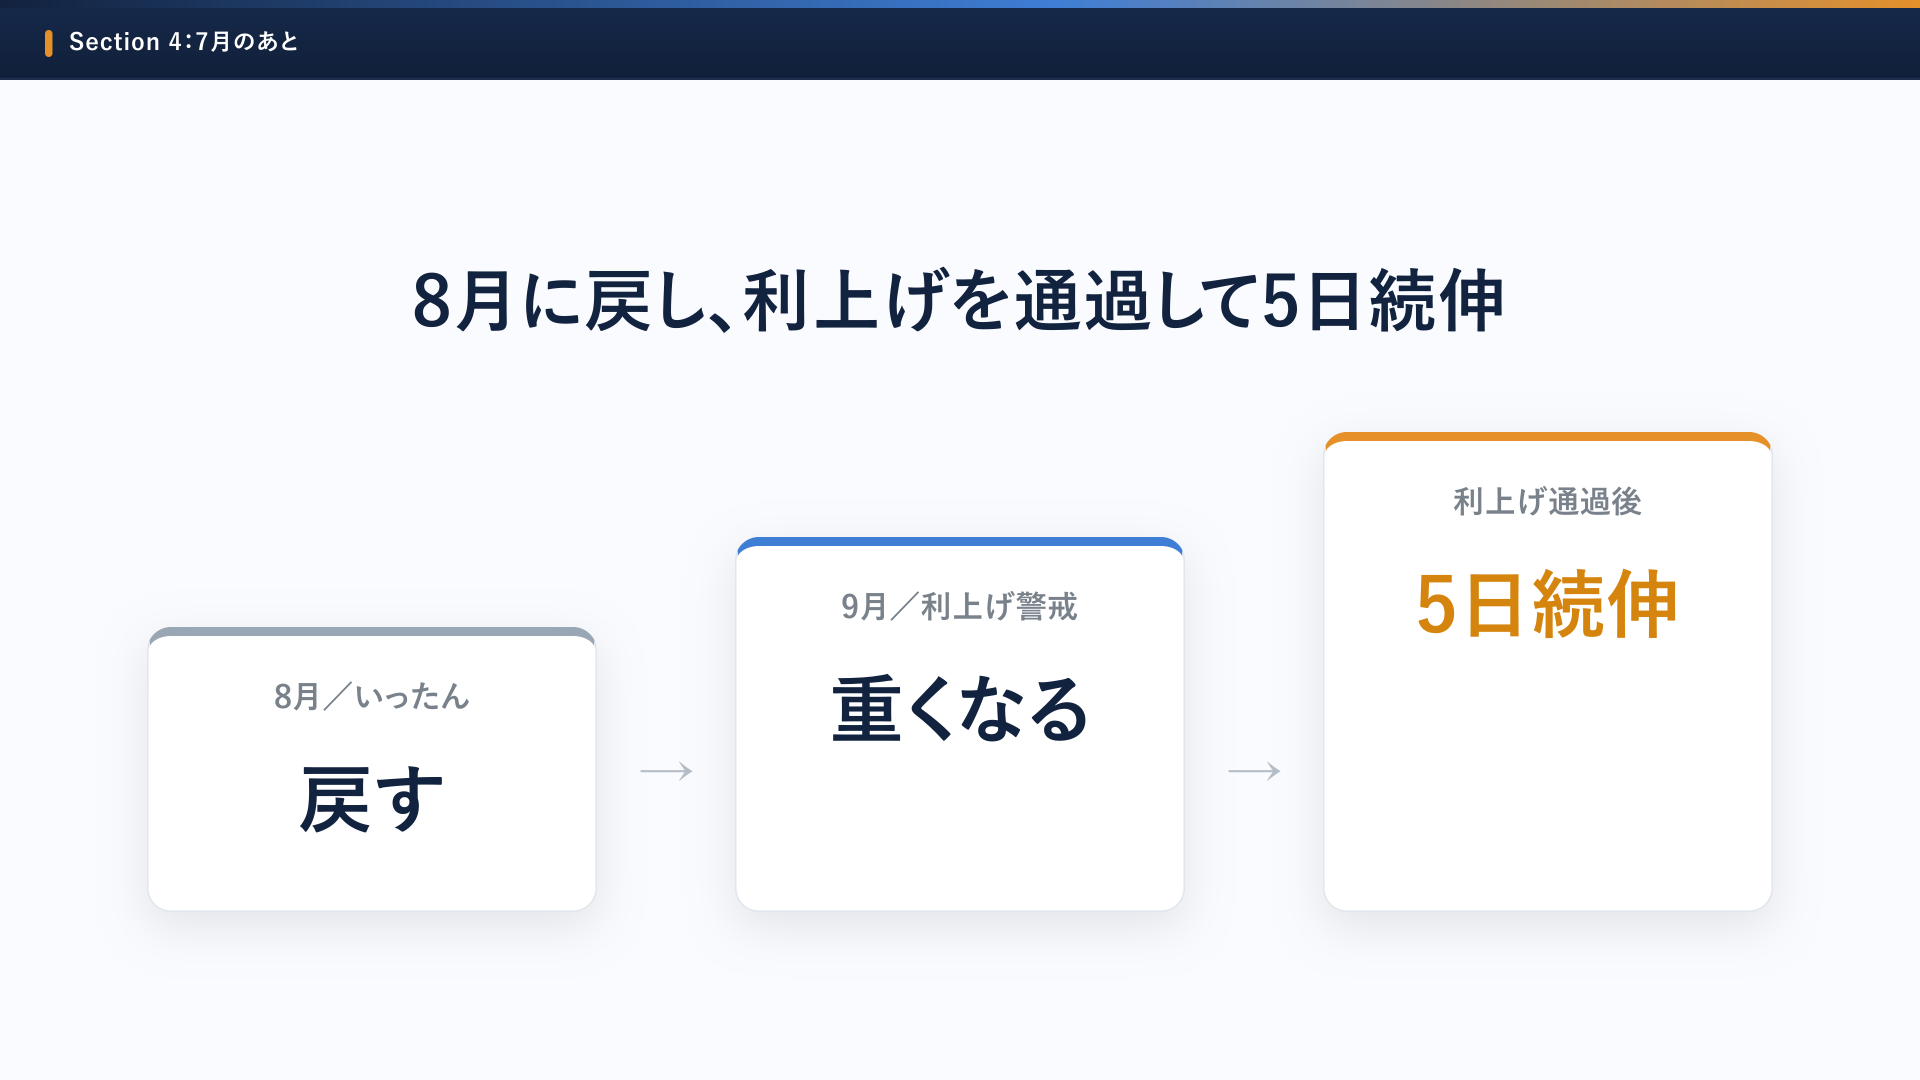 Section 4：7月のあと
8月に戻し、利上げを通過して5日続伸
8月／いったん
戻す
→
9月／利上げ警戒
重くなる
→
利上げ通過後
5日続伸